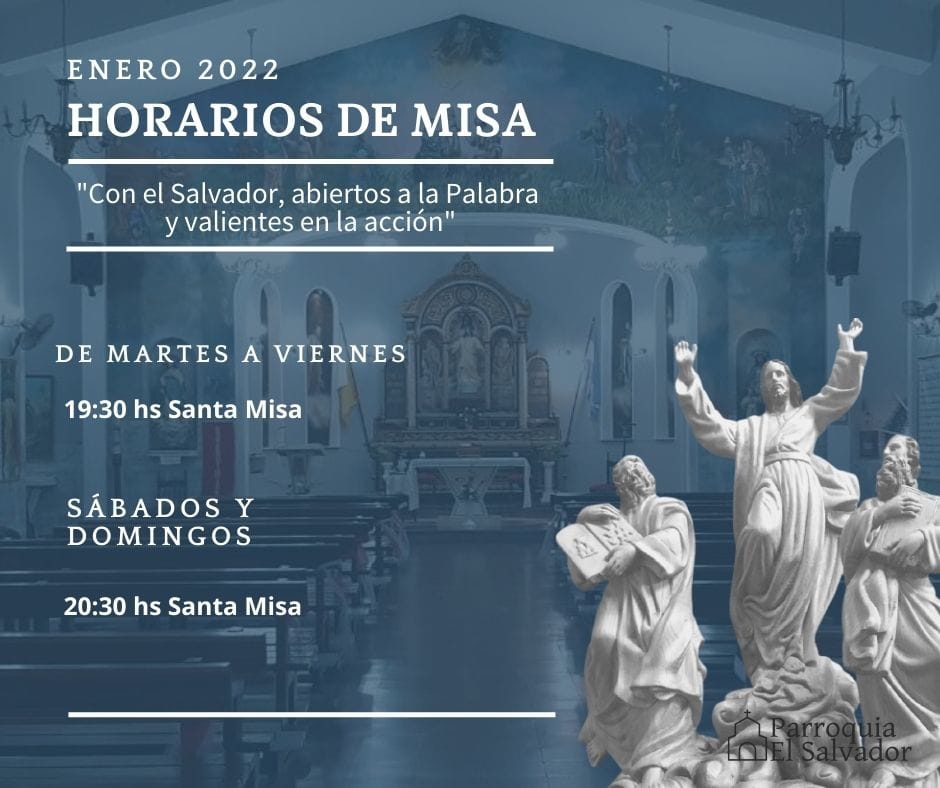 ENERO 2022
HORARIOS DE MISA
"Con el Salvador, abiertos a la Palabra
y valientes en la acción"
DE MARTES A VIERNES
19:30 hs Santa Misa
SÁBADOS Y
DOMINGOS
20:30 hs Santa Misa
Parroquia
El Salvador